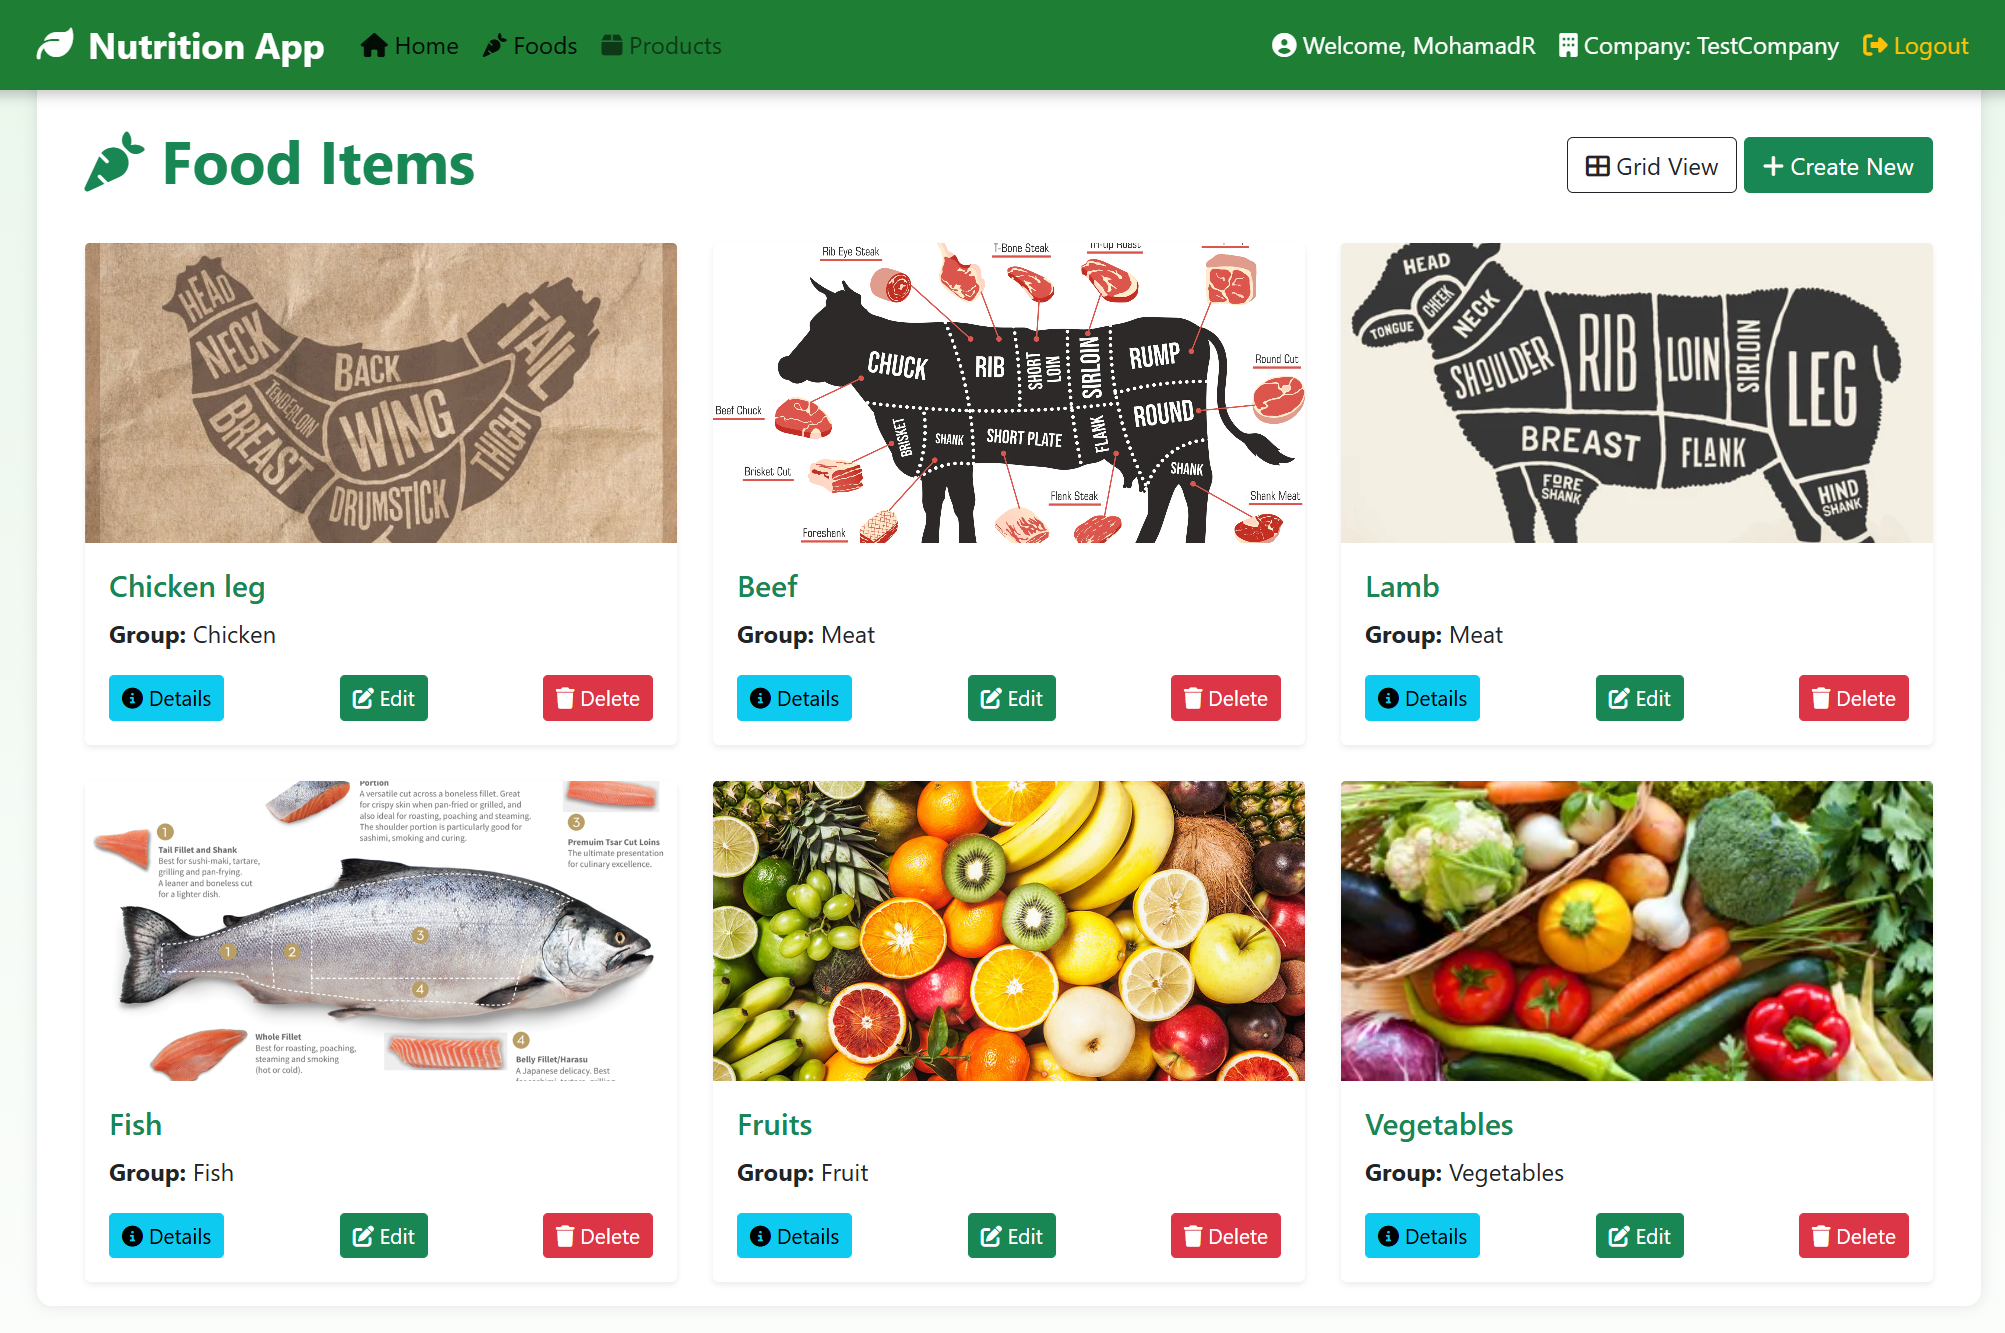 Nutrition App
Home
Foods
Products
Welcome, MohamadR
Company: TestCompany
Logout
Food Items
Grid View
Create New
HEAD
NECK
BACK
TAIL
TENDERLOIN
WING
BREAST
THIGH
DRUMSTICK
Chicken leg
Group: Chicken
Details
Edit
Delete
Rib Eye Steak
T-Bone Steak
CHUCK
RIB
SHORT
LOIN
SIRLOIN
RUMP
Round Cut
Beef Chuck
ROUND
BRISKET
SHANK
SHORT PLATE
FLANK
SHANK
Brisket Cut
Flank Steak
Shank Meat
Foreshank
Beef
Group: Meat
Details
Edit
Delete
HEAD
CHEEK
TONGUE
NECK
SHOULDER
RIB
LOIN
SIRLOIN
LEG
BREAST
FLANK
FORE
SHANK
HIND
SHANK
Lamb
Group: Meat
Details
Edit
Delete
Portion
A versatile cut across a boneless fillet. Great
for crispy skin when pan-fried or grilled, and
also ideal for roasting, poaching and steaming.
The shoulder portion is particularly good for
sashimi, smoking and curing.
1
Tail Fillet and Shank
Best for sushi-maki, tartare,
grilling and pan-frying.
A leaner and boneless cut
for a lighter dish.
3
Premuim Tsar Cut Loins
The ultimate presentation
for culinary excellence.
1
2
3
4
Whole Fillet
Best for roasting, poaching,
steaming and smoking
(hot or cold).
4
Belly Fillet/Harasu
A Japanese delicacy. Best
Fish
Group: Fish
Details
Edit
Delete
Fruits
Group: Fruit
Details
Edit
Delete
Vegetables
Group: Vegetables
Details
Edit
Delete